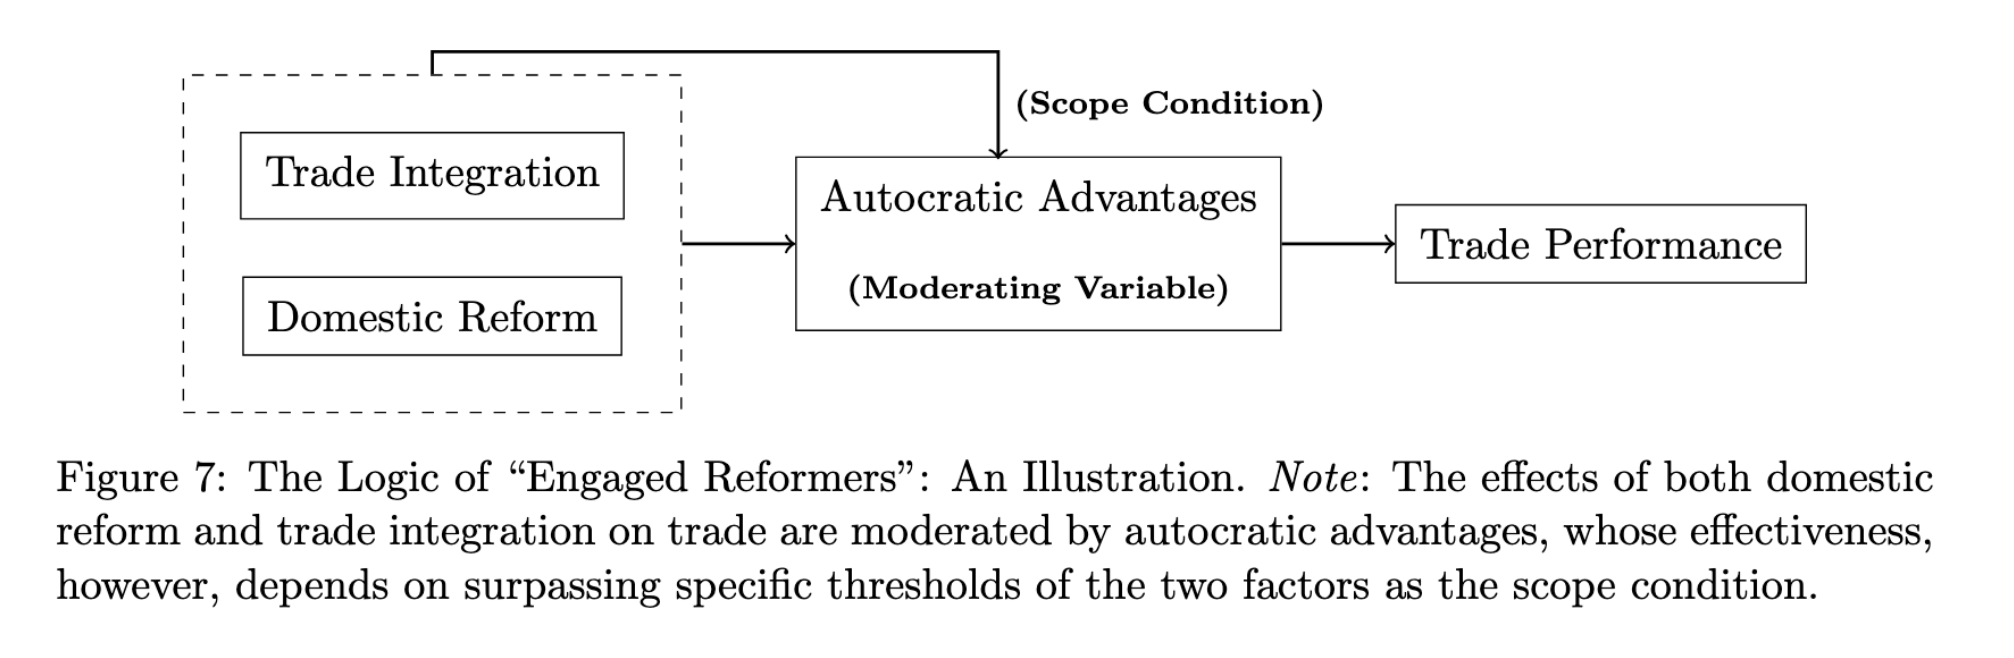 (Scope Condition)
Trade Integration
Domestic Reform
Autocratic Advantages
(Moderating Variable)
Trade Performance
Figure 7: The Logic of “Engaged Reformers”: An Illustration. Note: The effects of both domestic
reform and trade integration on trade are moderated by autocratic advantages, whose effectiveness,
however, depends on surpassing specific thresholds of the two factors as the scope condition.